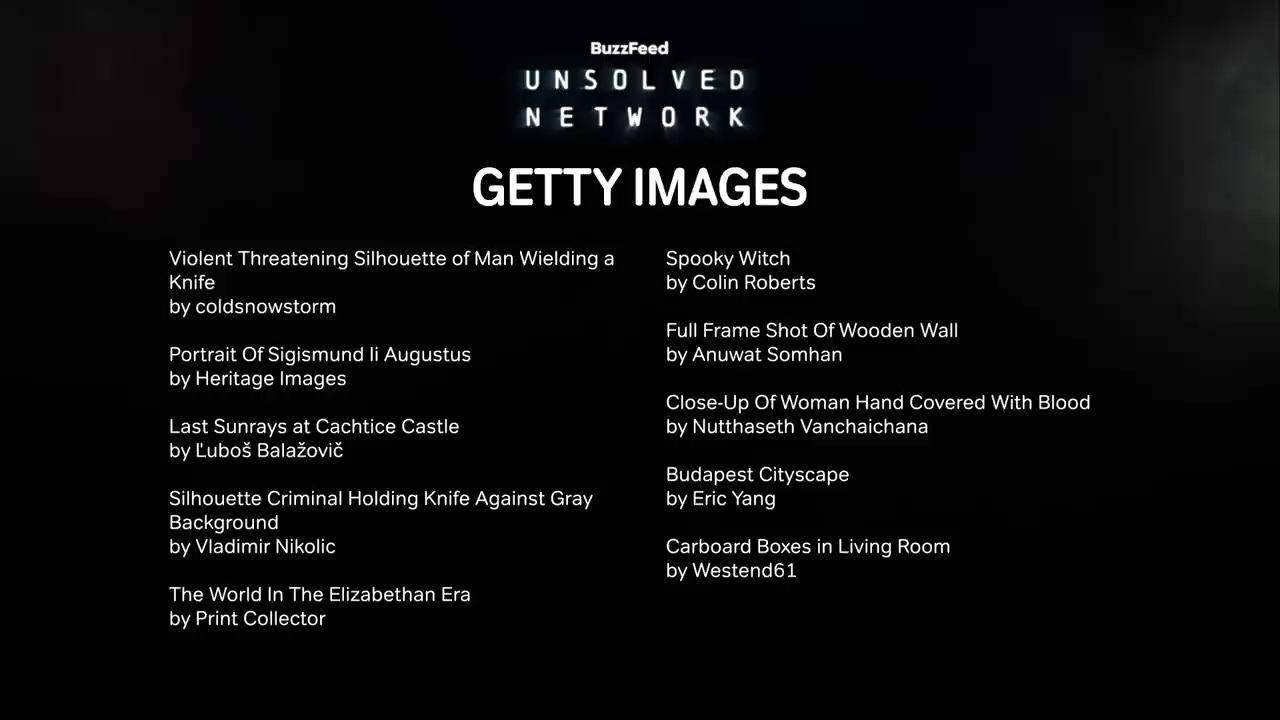 BuzzFeed
UNSOLVED
NETWORK
GETTY IMAGES
Violent Threatening Silhouette of Man Wielding a
Knife
by coldsnowstorm
Portrait Of Sigismund Ii Augustus
by Heritage Images
Last Sunrays at Cachtice Castle
by Ľuboš Balažovič
Silhouette Criminal Holding Knife Against Gray
Background
by Vladimir Nikolic
The World In The Elizabethan Era
by Print Collector
Spooky Witch
by Colin Roberts
Full Frame Shot Of Wooden Wall
by Anuwat Somhan
Close-Up Of Woman Hand Covered With Blood
by Nutthaseth Vanchaichana
Budapest Cityscape
by Eric Yang
Carboard Boxes in Living Room
by Westend61